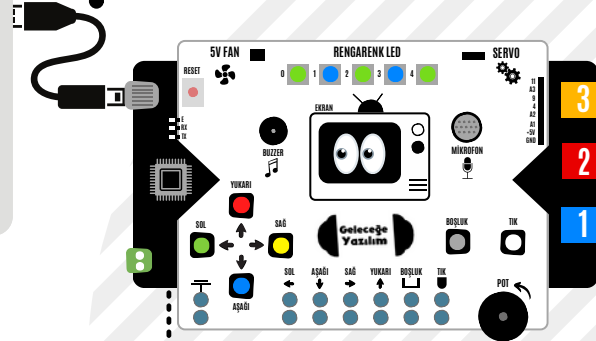 5V FAN
RENGARENK LED
SERVO
RESET
0 1 2 3 4
11
A3
9
4
A2
A1
+5V
GND
3
2
1
EKRAN
E
RX
TX
BUZZER
MİKROFON
YUKARI
SOL
SAĞ
AŞAĞI
Geleceğe
Yazılım
BOŞLUK
TIK
SOL AŞAĞI SAĞ YUKARI BOŞLUK TIK
POT